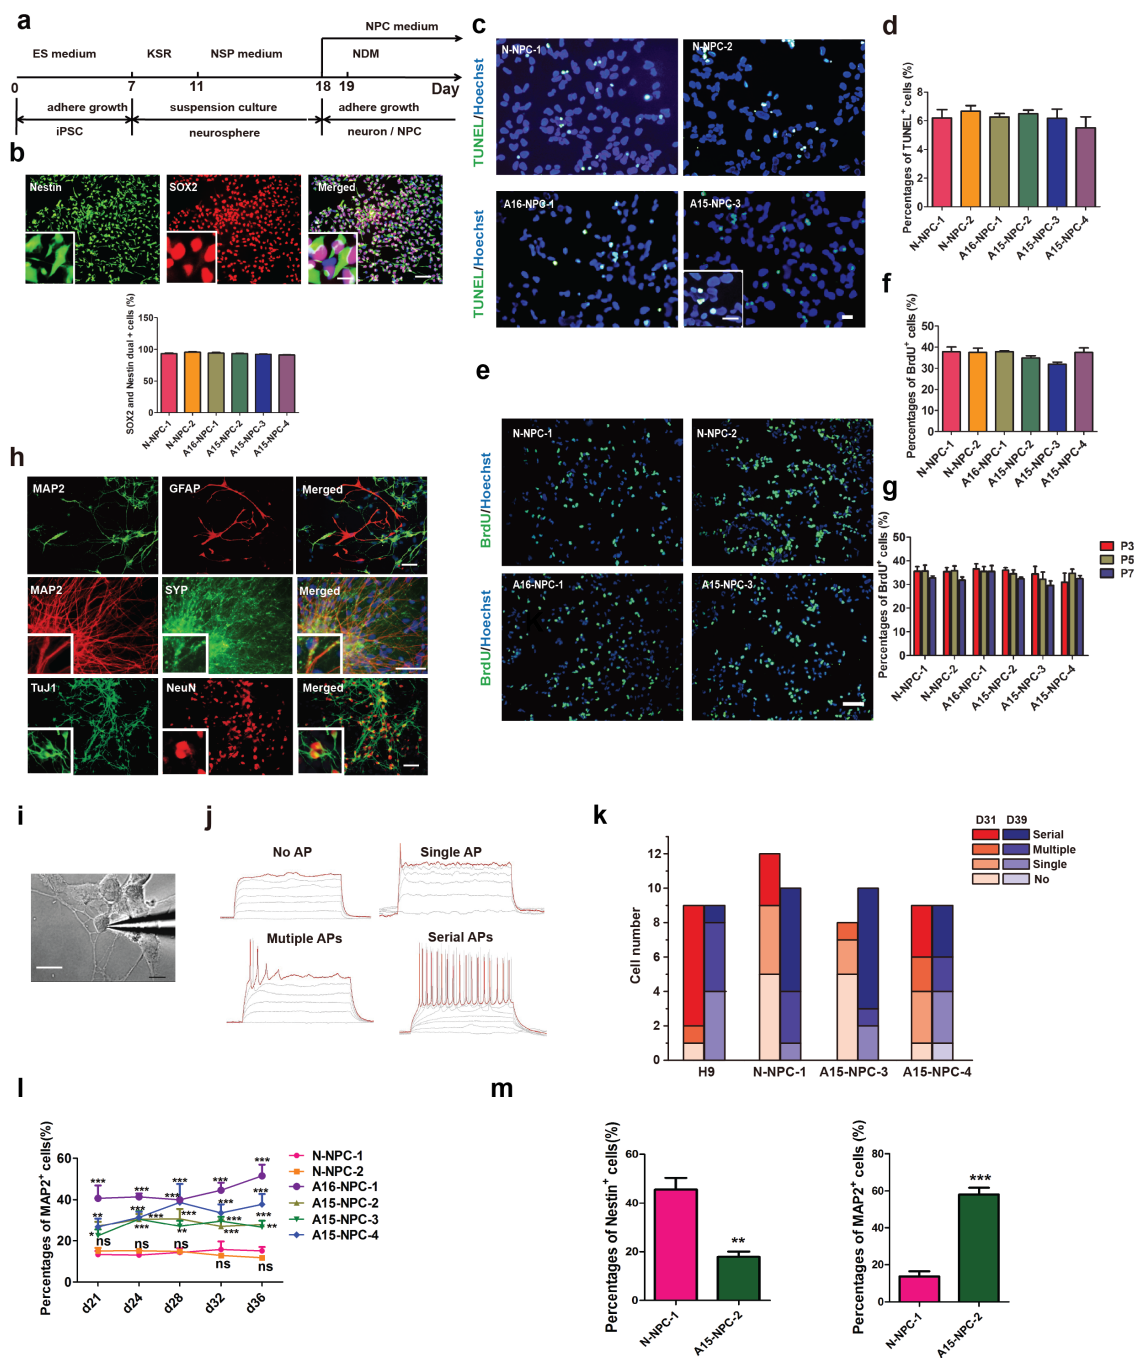 a
NPC medium
ES medium
KSR
NSP medium
NDM
0
7
11
18
19
Day
adhere growth
suspension culture
adhere growth
iPSC
neurosphere
neuron / NPC
b
Nestin
SOX2
Merged
SOX2 and Nestin dual + cells (%)
150
100
50
0
N-NPC-1
N-NPC-2
A16-NPC-1
A15-NPC-2
A15-NPC-3
A15-NPC-4
c
N-NPC-1
N-NPC-2
TUNEL/Hoechst
A16-NPC-1
A15-NPC-3
TUNEL/Hoechst
d
Percentages of TUNEL+ cells (%)
8
6
4
2
0
N-NPC-1
N-NPC-2
A16-NPC-1
A15-NPC-2
A15-NPC-3
A15-NPC-4
e
N-NPC-1
N-NPC-2
BrdU/Hoechst
A16-NPC-1
A15-NPC-3
BrdU/Hoechst
f
Percentages of BrdU+ cells (%)
50
40
30
20
10
0
N-NPC-1
N-NPC-2
A16-NPC-1
A15-NPC-2
A15-NPC-3
A15-NPC-4
g
Percentages of BrdU+ cells (%)
50
40
30
20
10
0
P3
P5
P7
N-NPC-1
N-NPC-2
A16-NPC-1
A15-NPC-2
A15-NPC-3
A15-NPC-4
h
MAP2
GFAP
Merged
MAP2
SYP
Merged
TuJ1
NeuN
Merged
i
j
No AP
Single AP
Mutiple APs
Serial APs
k
D31 D39
Serial
Multiple
Single
No
Cell number
12
10
8
6
4
2
0
H9
N-NPC-1
A15-NPC-3
A15-NPC-4
l
Percentages of MAP2+ cells(%)
60
40
20
0
*** *** *** *** ***
*** *** ***
** *** *** *** ***
* *** ** *** **
ns ns ns ns ns
d21
d24
d28
d32
d36
N-NPC-1
N-NPC-2
A16-NPC-1
A15-NPC-2
A15-NPC-3
A15-NPC-4
m
Percentages of Nestin+ cells(%)
60
40
20
0
**
N-NPC-1
A15-NPC-2
Percentages of MAP2+ cells(%)
80
60
40
20
0
***
N-NPC-1
A15-NPC-2